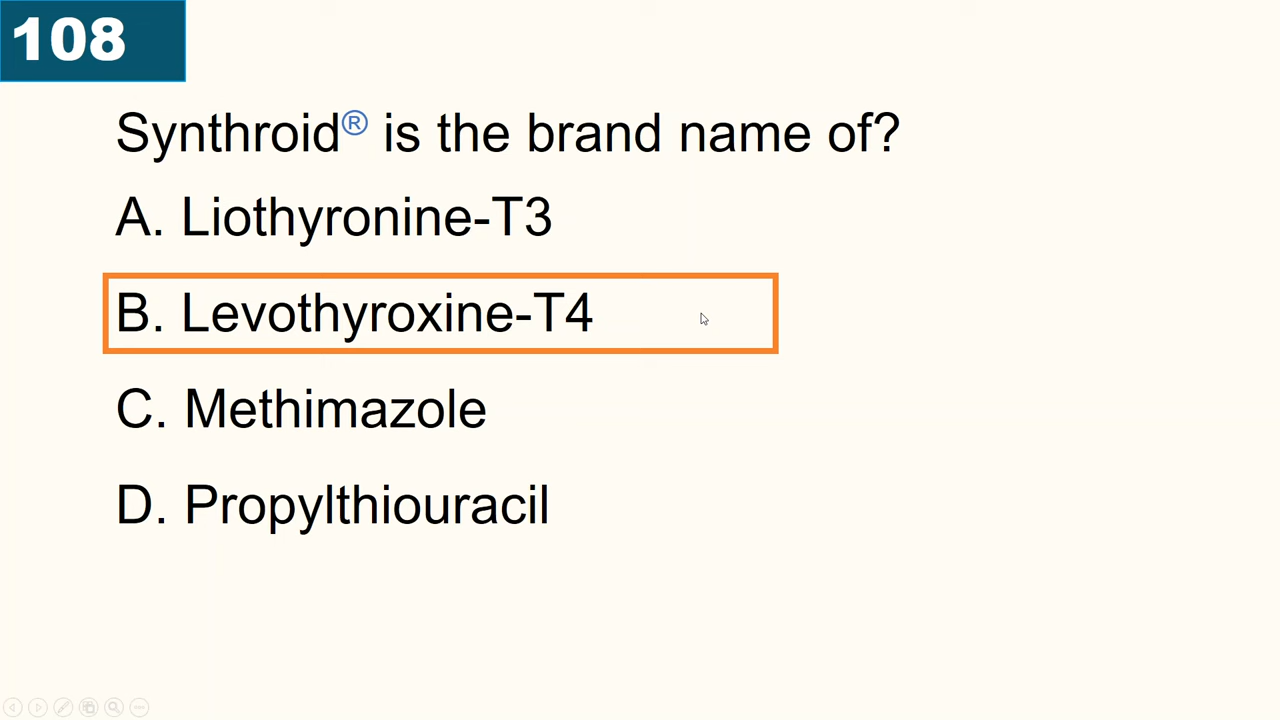 108
Synthroid® is the brand name of?
A. Liothyronine-T3
B. Levothyroxine-T4
C. Methimazole
D. Propylthiouracil